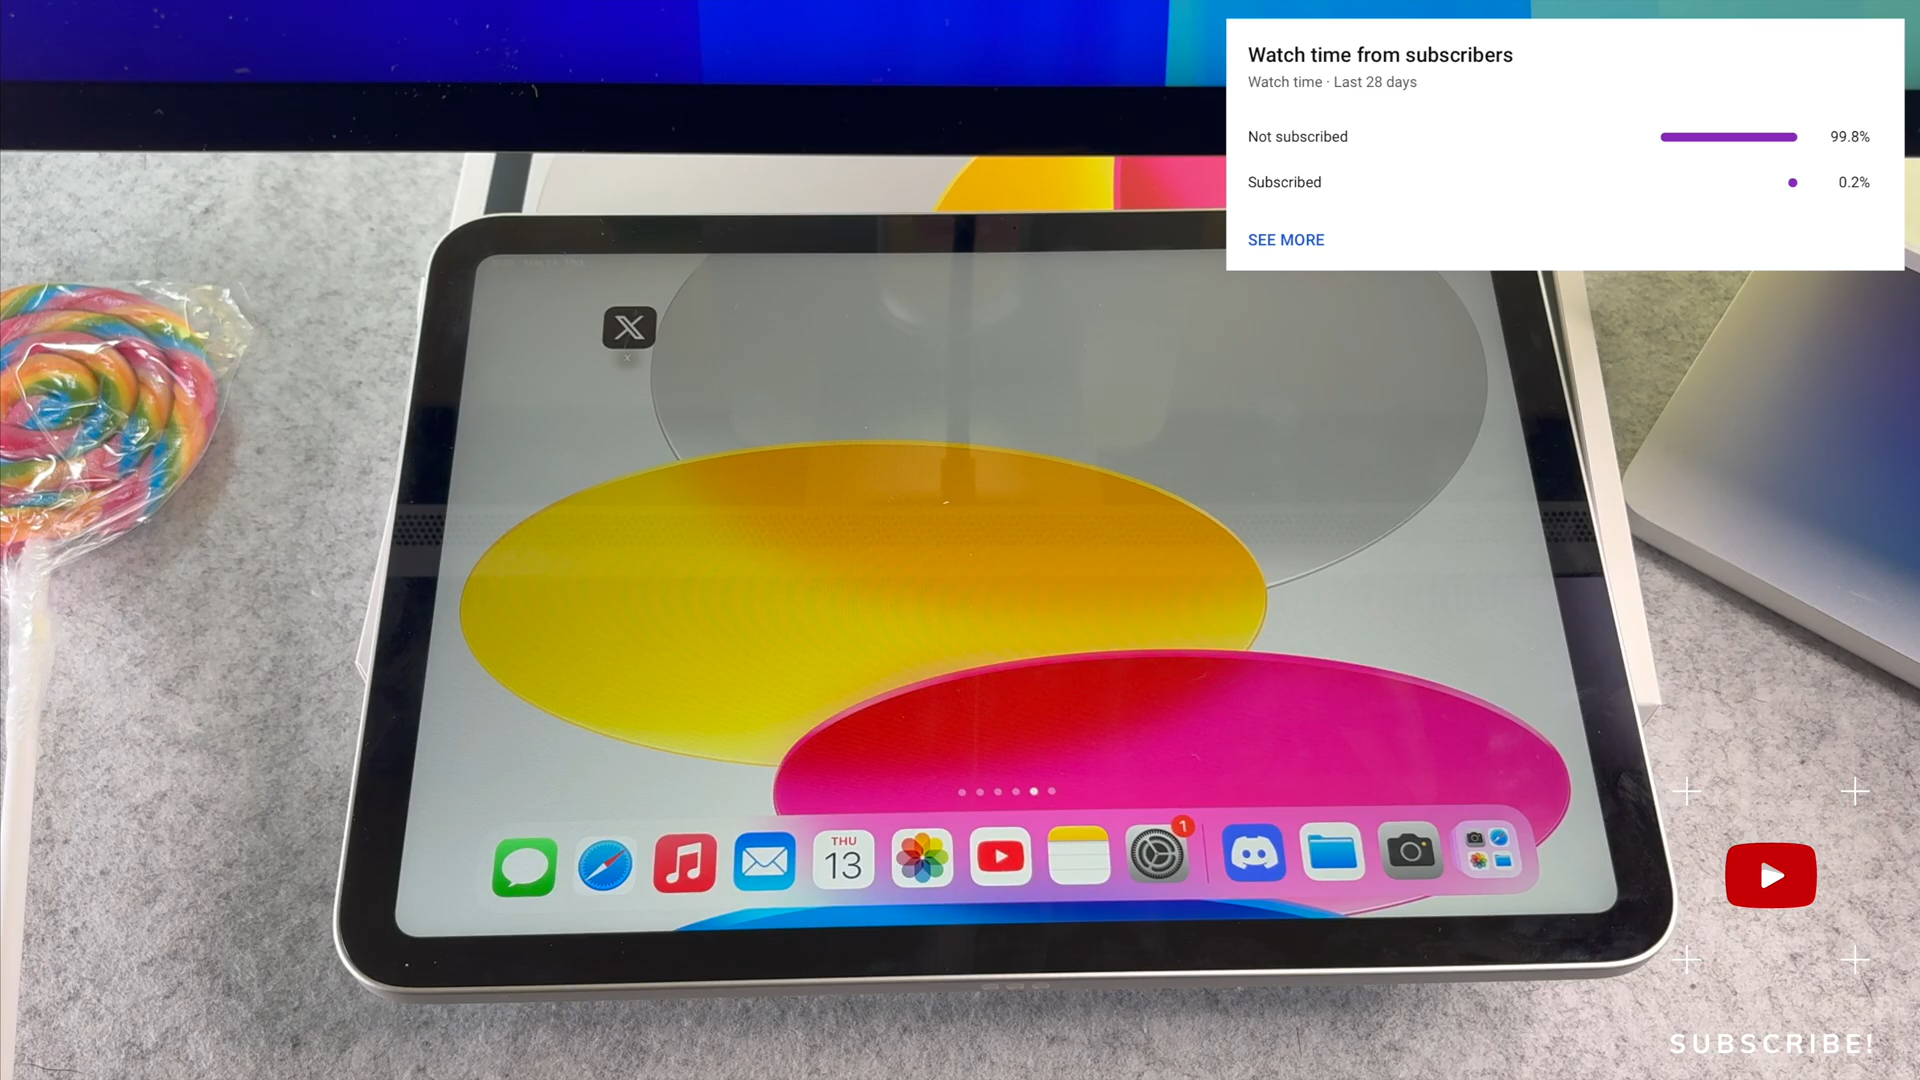 Watch time from subscribers
Watch time · Last 28 days
Not subscribed 99.8%
Subscribed 0.2%
SEE MORE
X
THU
13
1
SUBSCRIBE!